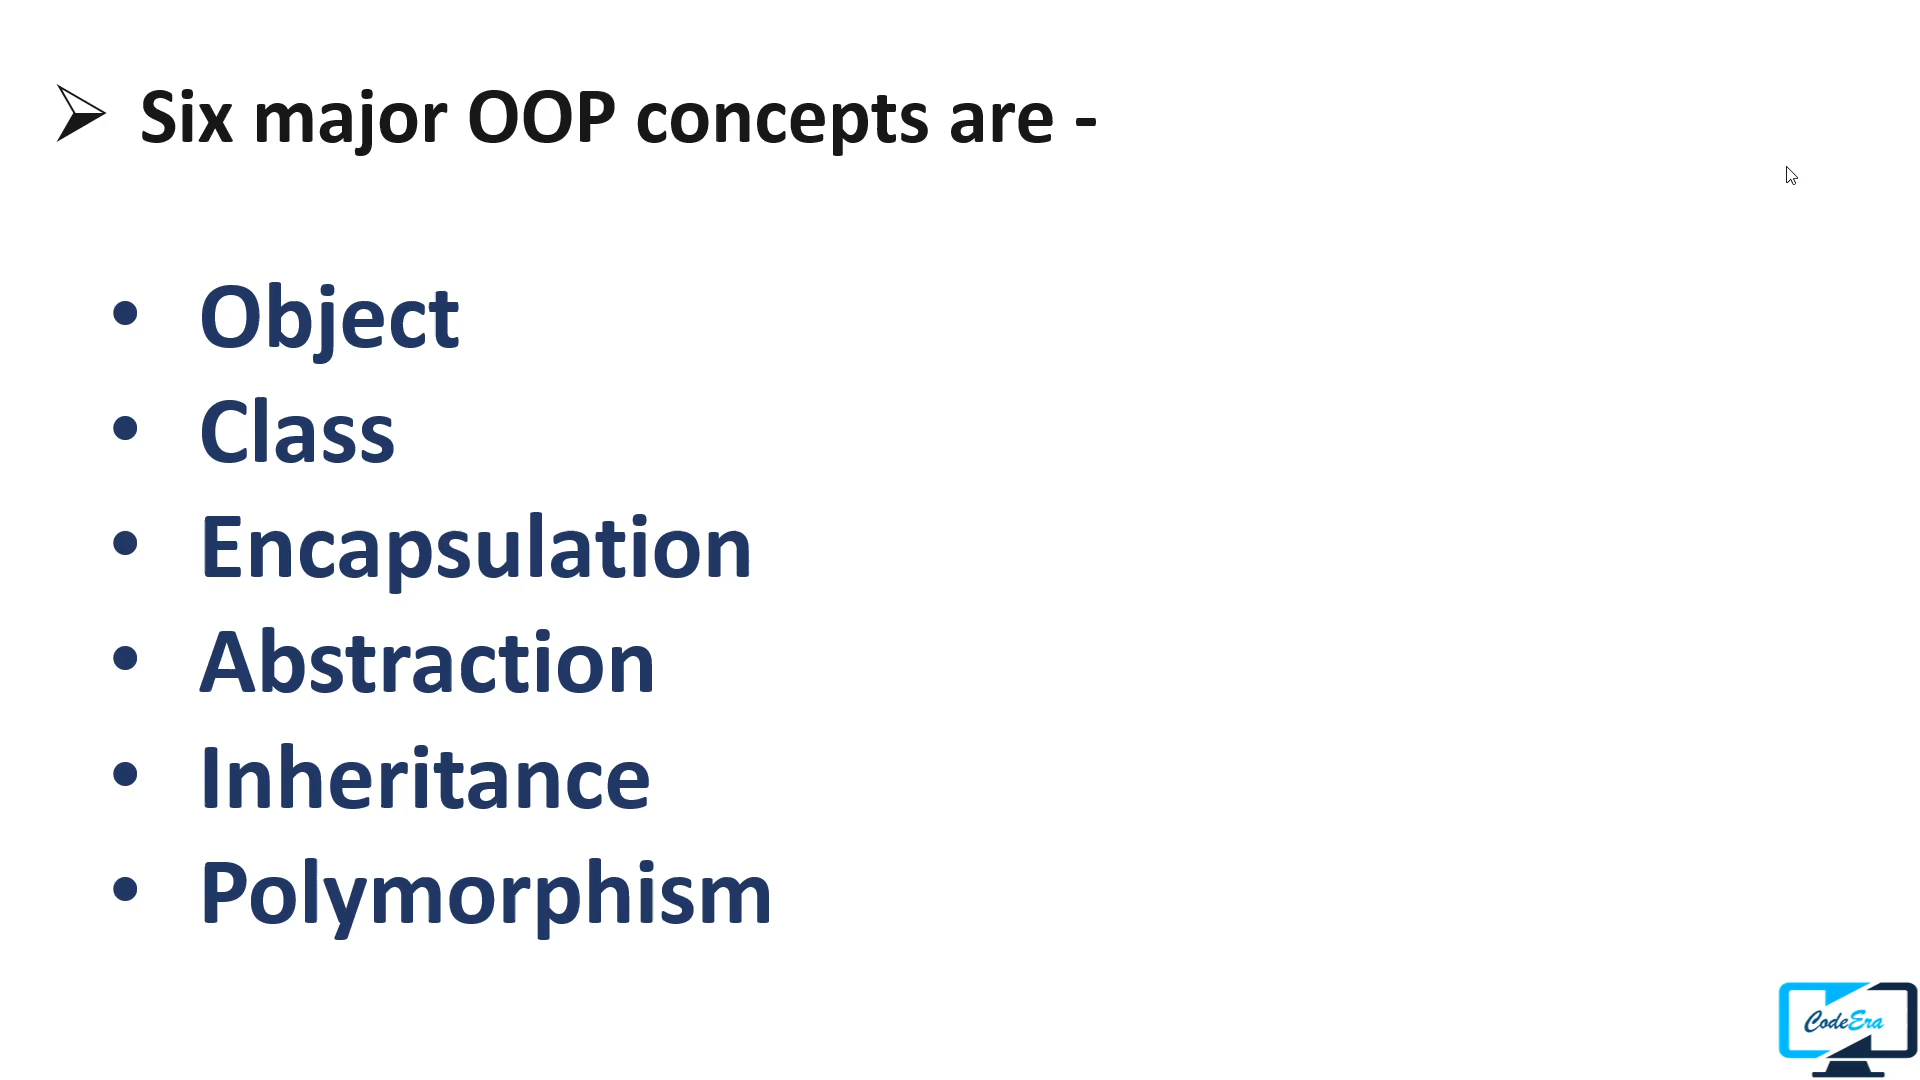 ➢ Six major OOP concepts are -
• Object
• Class
• Encapsulation
• Abstraction
• Inheritance
• Polymorphism
CodeEra